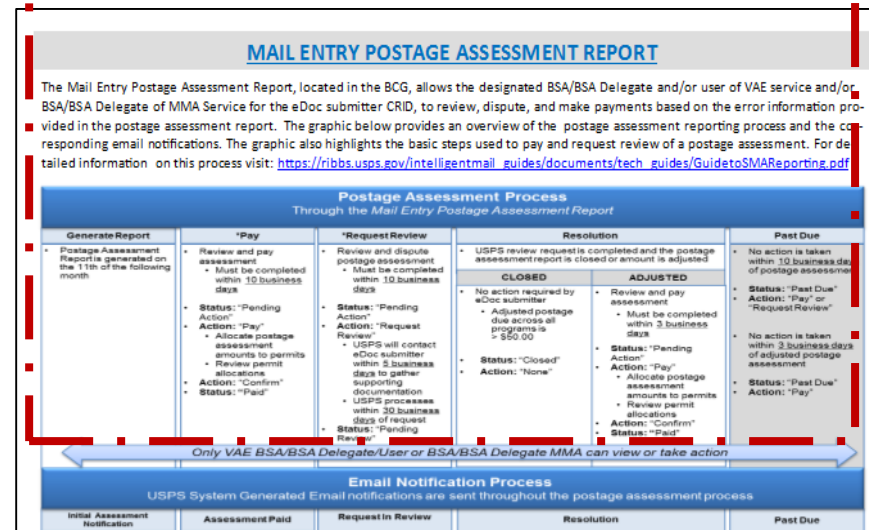 MAIL ENTRY POSTAGE ASSESSMENT REPORT
The Mail Entry Postage Assessment Report, located in the BCG, allows the designated BSA/BSA Delegate and/or user of VAE service and/or
BSA/BSA Delegate of MMA Service for the eDoc submitter CRID, to review, dispute, and make payments based on the error information pro-
vided in the postage assessment report. The graphic below provides an overview of the postage assessment reporting process and the cor-
responding email notifications. The graphic also highlights the basic steps used to pay and request review of a postage assessment. For de-
tailed information on this process visit: https://ribbs.usps.gov/intelligentmail_guides/documents/tech_guides/GuidetoSMAReporting.pdf
Postage Assessment Process
Through the Mail Entry Postage Assessment Report
Generate Report
• Postage Assessment
Report is generated on
the 11th of the following
month
*Pay
• Review and pay
assessment
• Must be completed
within 10 business
days
• Status: "Pending
Action"
• Action: "Pay"
• Allocate postage
assessment
amounts to permits
• Review permit
allocations
• Action: "Confirm"
• Status: "Paid"
*Request Review
• Review and dispute
postage assessment
• Must be completed
within 10 business
days
• Status: "Pending
Action"
• Action: "Request
Review"
• USPS will contact
eDoc submitter
within 5 business
days to gather
supporting
documentation
• USPS processes
within 30 business
days of request
• Status: "Pending
Review"
Resolution
• USPS review request is completed and the postage
assessment report is closed or amount is adjusted
CLOSED
• No action required by
eDoc submitter
• Adjusted postage
due across all
programs is
> $50.00
• Status: "Closed"
• Action: "None"
ADJUSTED
• Review and pay
assessment
• Must be completed
within 3 business
days
• Status: "Pending
Action"
• Action: "Pay"
• Allocate postage
assessment
amounts to permits
• Review permit
allocations
• Action: "Confirm"
• Status: "Paid"
Past Due
• No action is taken
within 10 business days
of postage assessment
• Status: "Past Due"
• Action: "Pay" or
"Request Review"
• No action is taken
within 3 business days
of adjusted postage
assessment
• Status: "Past Due"
• Action: "Pay"
Only VAE BSA/BSA Delegate/User or BSA/BSA Delegate MMA can view or take action
Email Notification Process
USPS System Generated Email notifications are sent throughout the postage assessment process
Initial Assessment
Notification
Assessment Paid
Request In Review
Resolution
Past Due